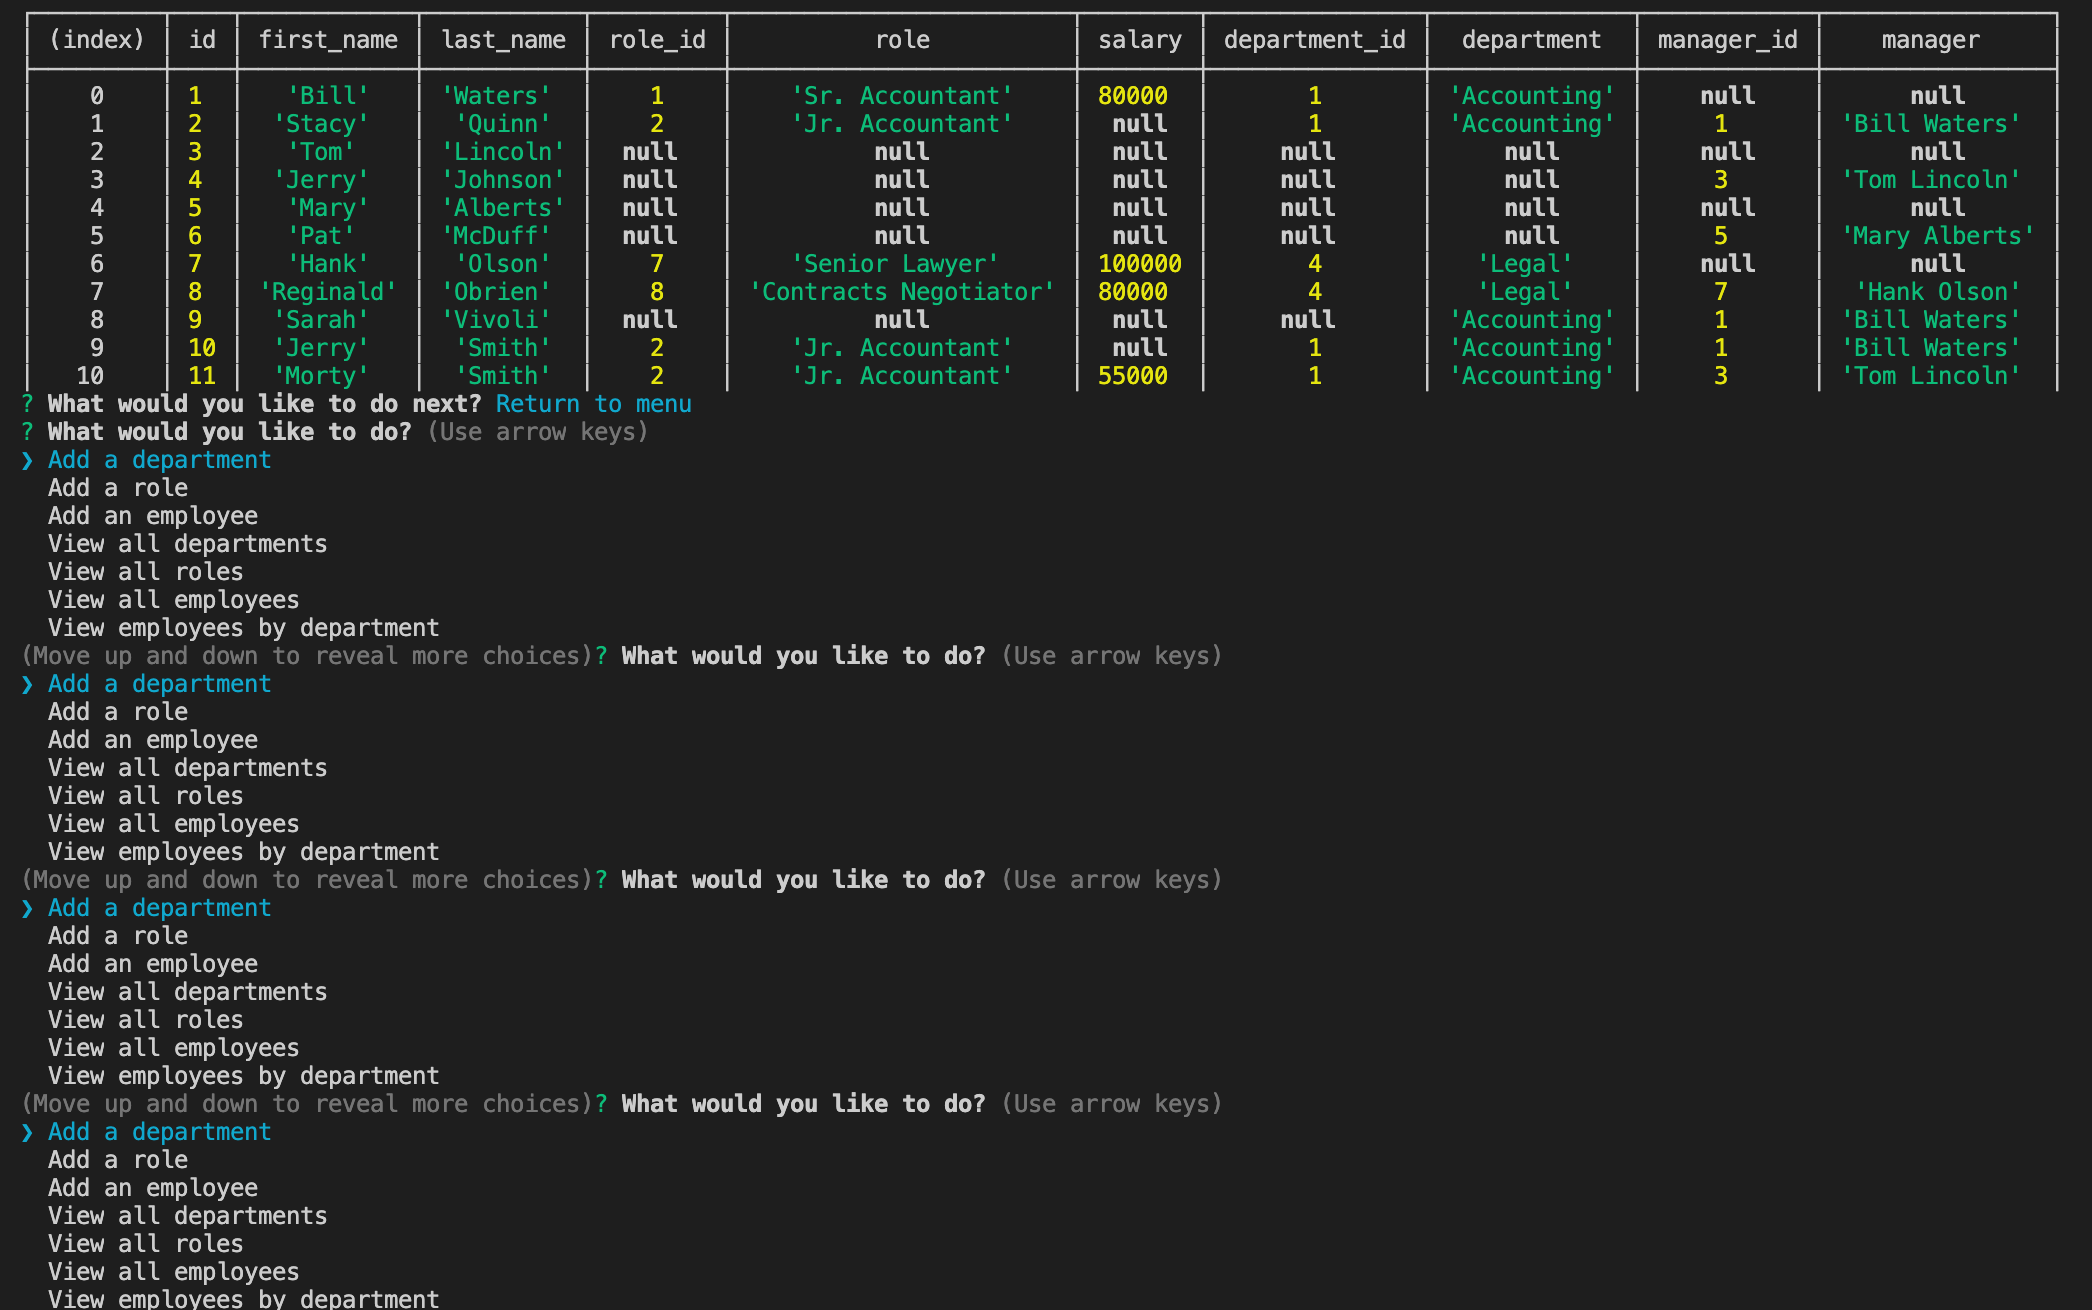 (index) id first_name last_name role_id role salary department_id department manager_id manager
0 1 'Bill' 'Waters' 1 'Sr. Accountant' 80000 1 'Accounting' null null
1 2 'Stacy' 'Quinn' 2 'Jr. Accountant' null 1 'Accounting' 1 'Bill Waters'
2 3 'Tom' 'Lincoln' null null null null null null null
3 4 'Jerry' 'Johnson' null null null null null 3 'Tom Lincoln'
4 5 'Mary' 'Alberts' null null null null null null null
5 6 'Pat' 'McDuff' null null null null null 5 'Mary Alberts'
6 7 'Hank' 'Olson' 7 'Senior Lawyer' 100000 4 'Legal' null null
7 8 'Reginald' 'Obrien' 8 'Contracts Negotiator' 80000 4 'Legal' 7 'Hank Olson'
8 9 'Sarah' 'Vivoli' null null null null 'Accounting' 1 'Bill Waters'
9 10 'Jerry' 'Smith' 2 'Jr. Accountant' null 1 'Accounting' 1 'Bill Waters'
10 11 'Morty' 'Smith' 2 'Jr. Accountant' 55000 1 'Accounting' 3 'Tom Lincoln'
? What would you like to do next? Return to menu
? What would you like to do? (Use arrow keys)
❯ Add a department
Add a role
Add an employee
View all departments
View all roles
View all employees
View employees by department
(Move up and down to reveal more choices)? What would you like to do? (Use arrow keys)
❯ Add a department
Add a role
Add an employee
View all departments
View all roles
View all employees
View employees by department
(Move up and down to reveal more choices)? What would you like to do? (Use arrow keys)
❯ Add a department
Add a role
Add an employee
View all departments
View all roles
View all employees
View employees by department
(Move up and down to reveal more choices)? What would you like to do? (Use arrow keys)
❯ Add a department
Add a role
Add an employee
View all departments
View all roles
View all employees
View employees by department